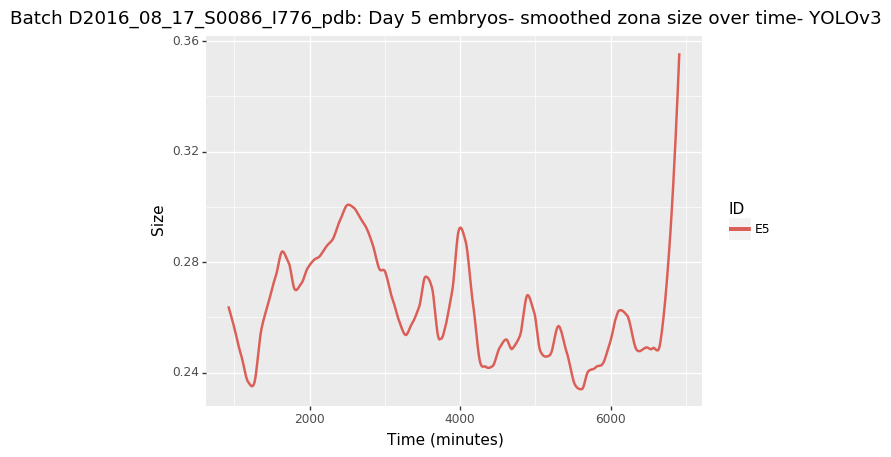 Batch D2016_08_17_S0086_I776_pdb: Day 5 embryos- smoothed zona size over time- YOLOv3
0.36
0.32
0.28
0.24
Size
2000
4000
6000
Time (minutes)
ID
E5